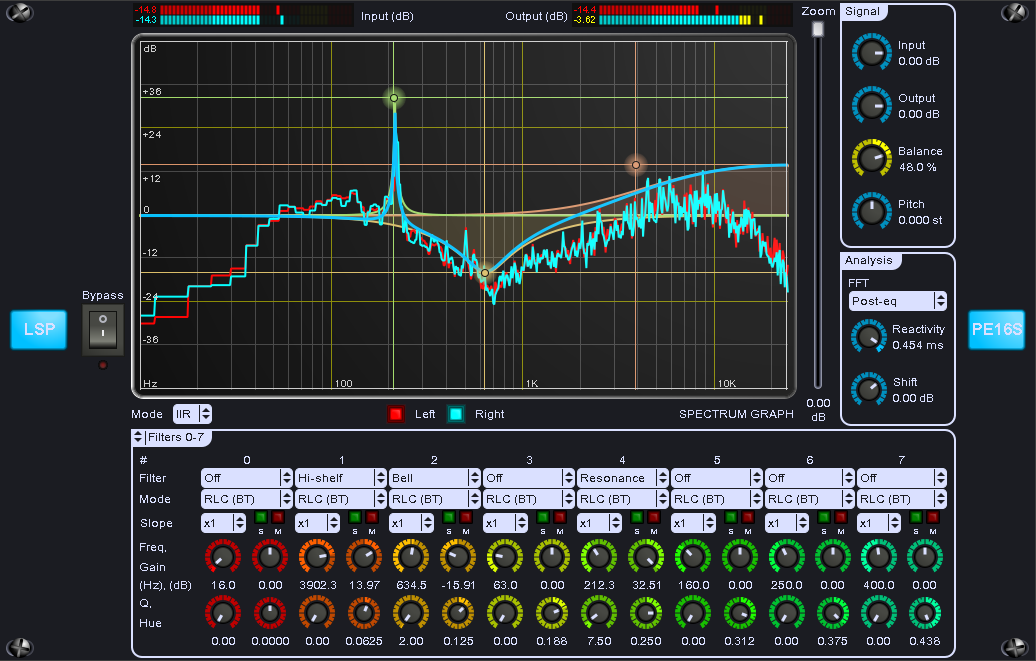 -14.8 Input (dB) Output (dB) -14.4 Zoom Signal
-14.3 -3.62
dB
+36
+24
+12
0
-12
-24
-36
Hz 100 1K 10K
Input
0.00 dB
Output
0.00 dB
Balance
48.0 %
Pitch
0.000 st
Analysis
FFT
Post-eq
Reactivity
0.454 ms
Shift
0.00 dB
Bypass
LSP
PE16S
0.00
dB
Mode IIR Left Right SPECTRUM GRAPH
Filters 0-7
# 0 1 2 3 4 5 6 7
Filter Off Hi-shelf Bell Off Resonance Off Off Off
Mode RLC (BT) RLC (BT) RLC (BT) RLC (BT) RLC (BT) RLC (BT) RLC (BT) RLC (BT)
Slope x1 x1 x1 x1 x1 x1 x1 x1
S M S M S M S M S M S M S M S M
Freq,
Gain
(Hz), (dB) 16.0 0.00 3902.3 13.97 634.5 -15.91 63.0 0.00 212.3 32.51 160.0 0.00 250.0 0.00 400.0 0.00
Q,
Hue
0.00 0.0000 0.00 0.0625 2.00 0.125 0.00 0.188 7.50 0.250 0.00 0.312 0.00 0.375 0.00 0.438